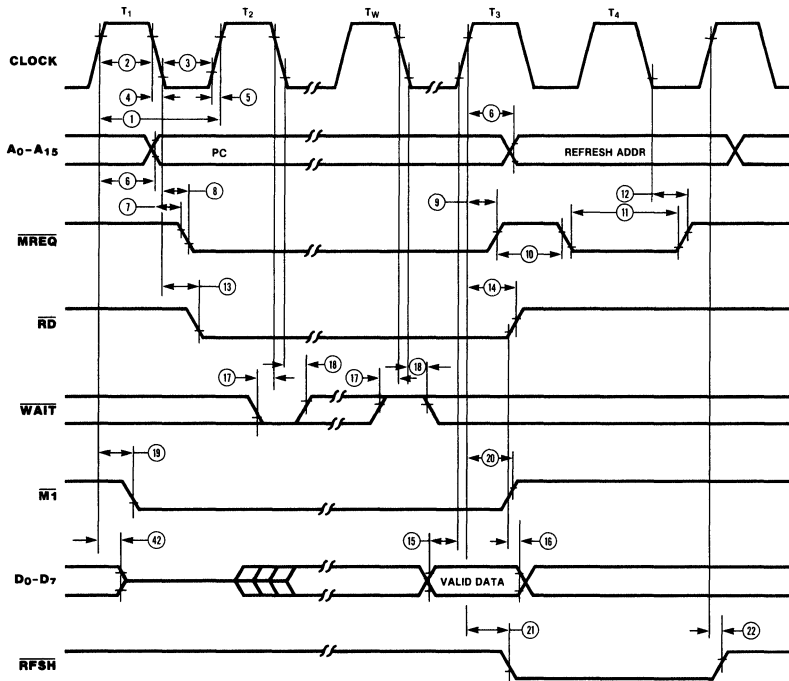 T1 T2 TW T3 T4
CLOCK
2 3
4 5
1 6
A0–A15 PC REFRESH ADDR
6 8 12
7 9 11
MREQ
10
13 14
RD
17 18 17 18
WAIT
19 20
M1
42 15 16
D0–D7 VALID DATA
21 22
RFSH